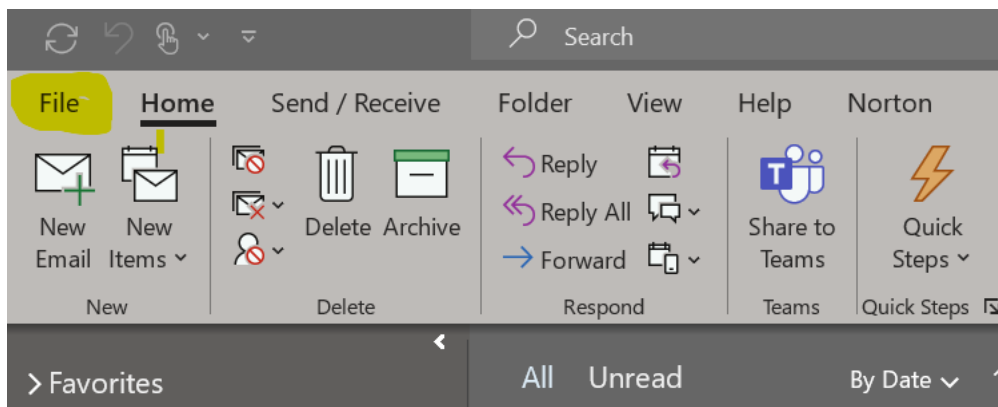 Search
File Home Send / Receive Folder View Help Norton
New Email
New Items
Delete
Archive
Reply
Reply All
Forward
Share to Teams
Quick Steps
New Delete Respond Teams Quick Steps
Favorites
All Unread By Date